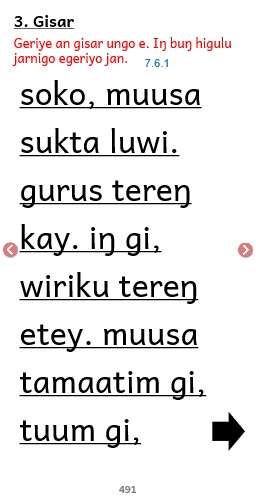 3. Gisar
Geriye an gisar ungo e. Iŋ buŋ higulu
jarnigo egeriyo jan.
7.6.1
soko, muusa
sukta luwi.
gurus tereŋ
kay. iŋ gi,
wiriku tereŋ
etey. muusa
tamaatim gi,
tuum gi,
491